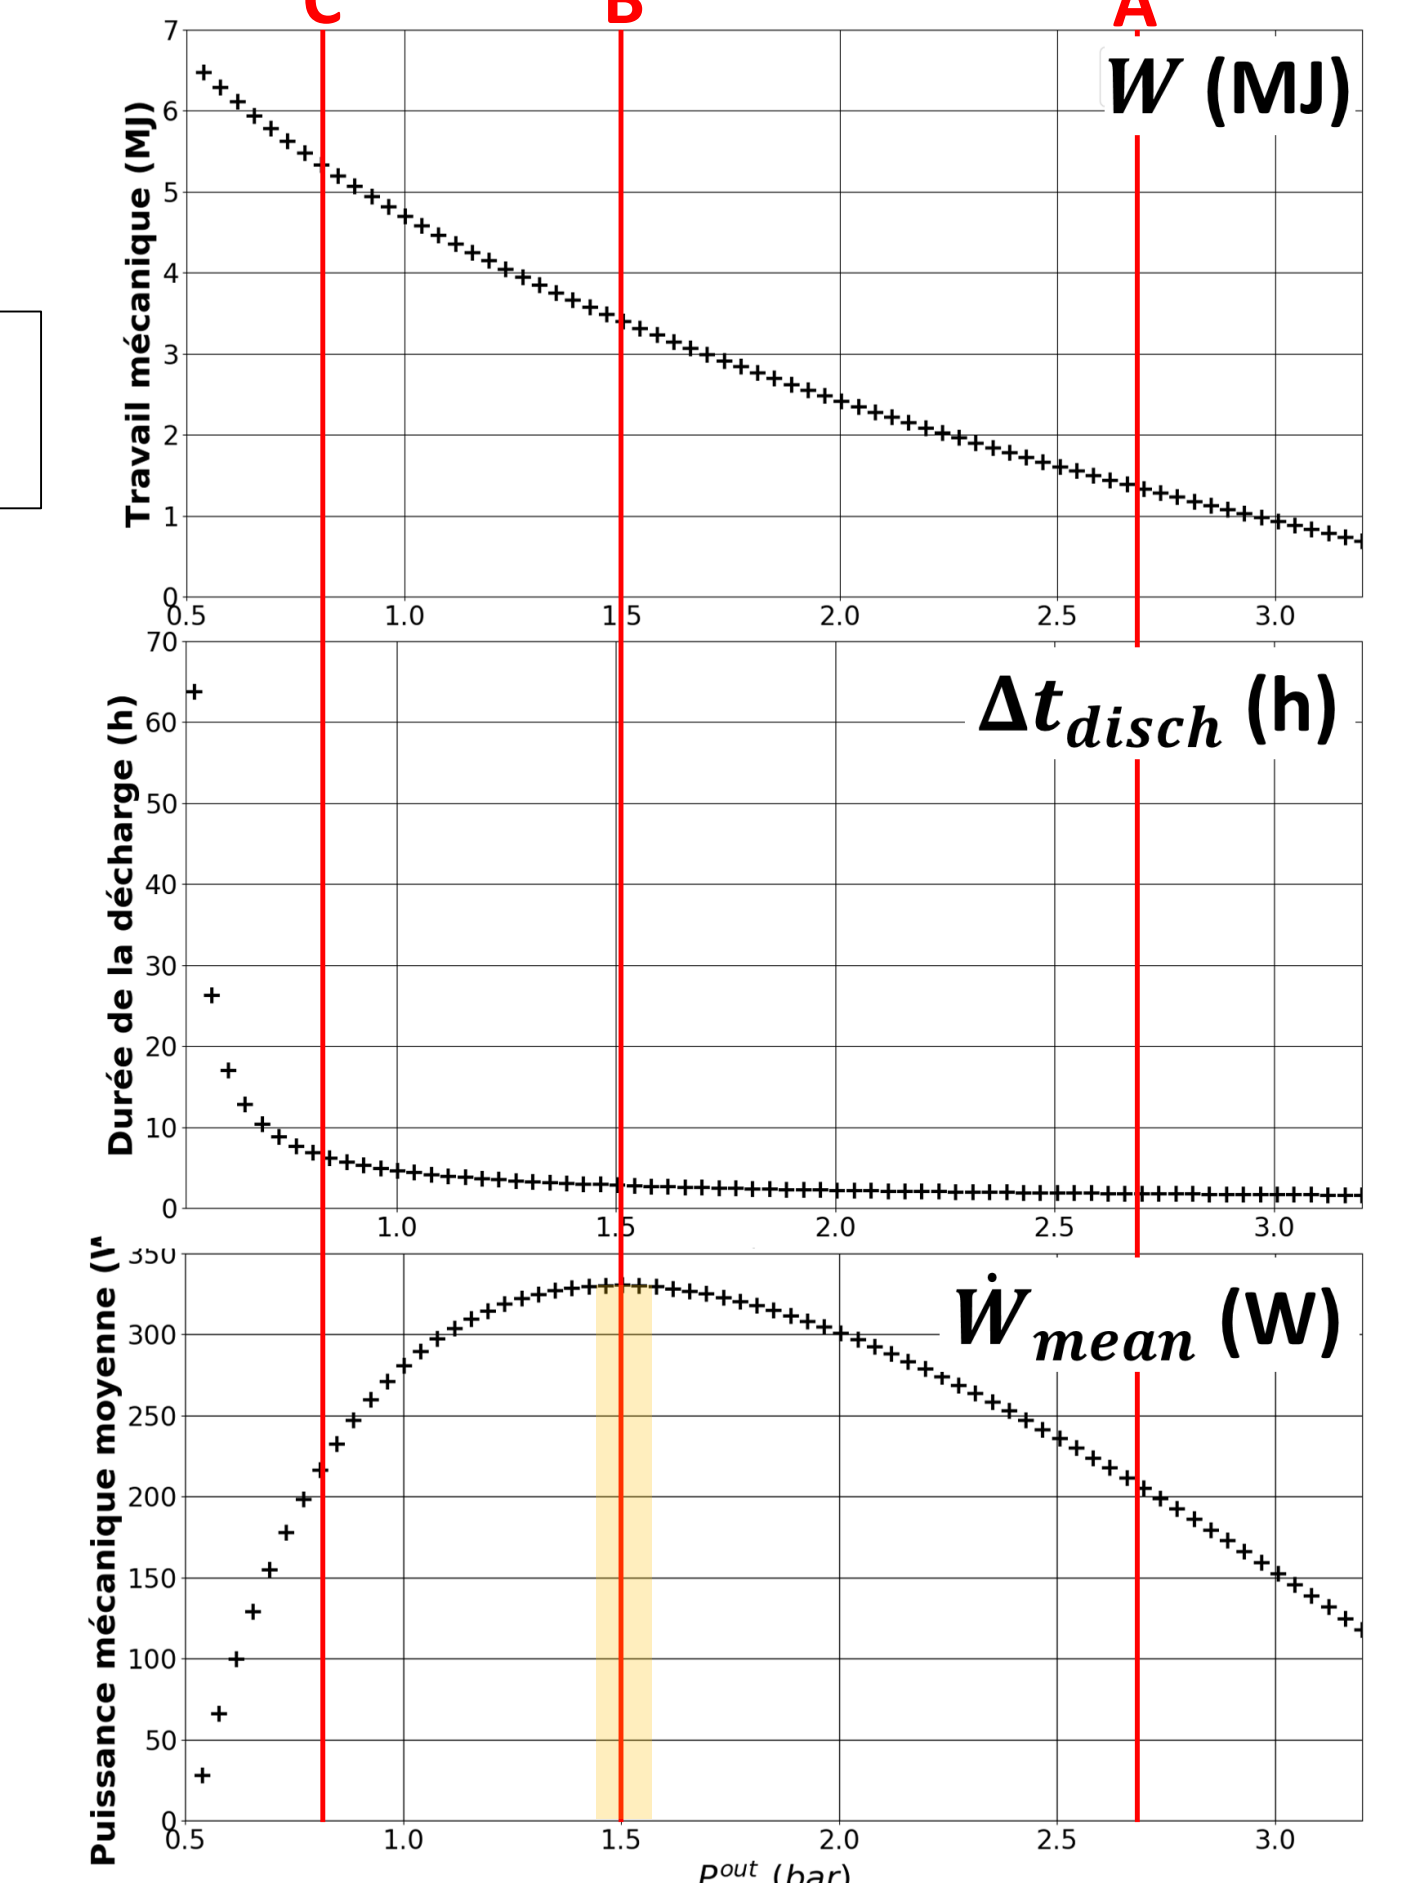 C B A
7
W (MJ)
6
5
4
3
2
1
0
Travail mécanique (MJ)
0.5 1.0 1.5 2.0 2.5 3.0
70
Δt_disch (h)
60
50
40
30
20
10
0
Durée de la décharge (h)
1.0 1.5 2.0 2.5 3.0
350
Ẇ_mean (W)
300
250
200
150
100
50
0
Puissance mécanique moyenne (W
0.5 1.0 1.5 2.0 2.5 3.0
P^out (bar)